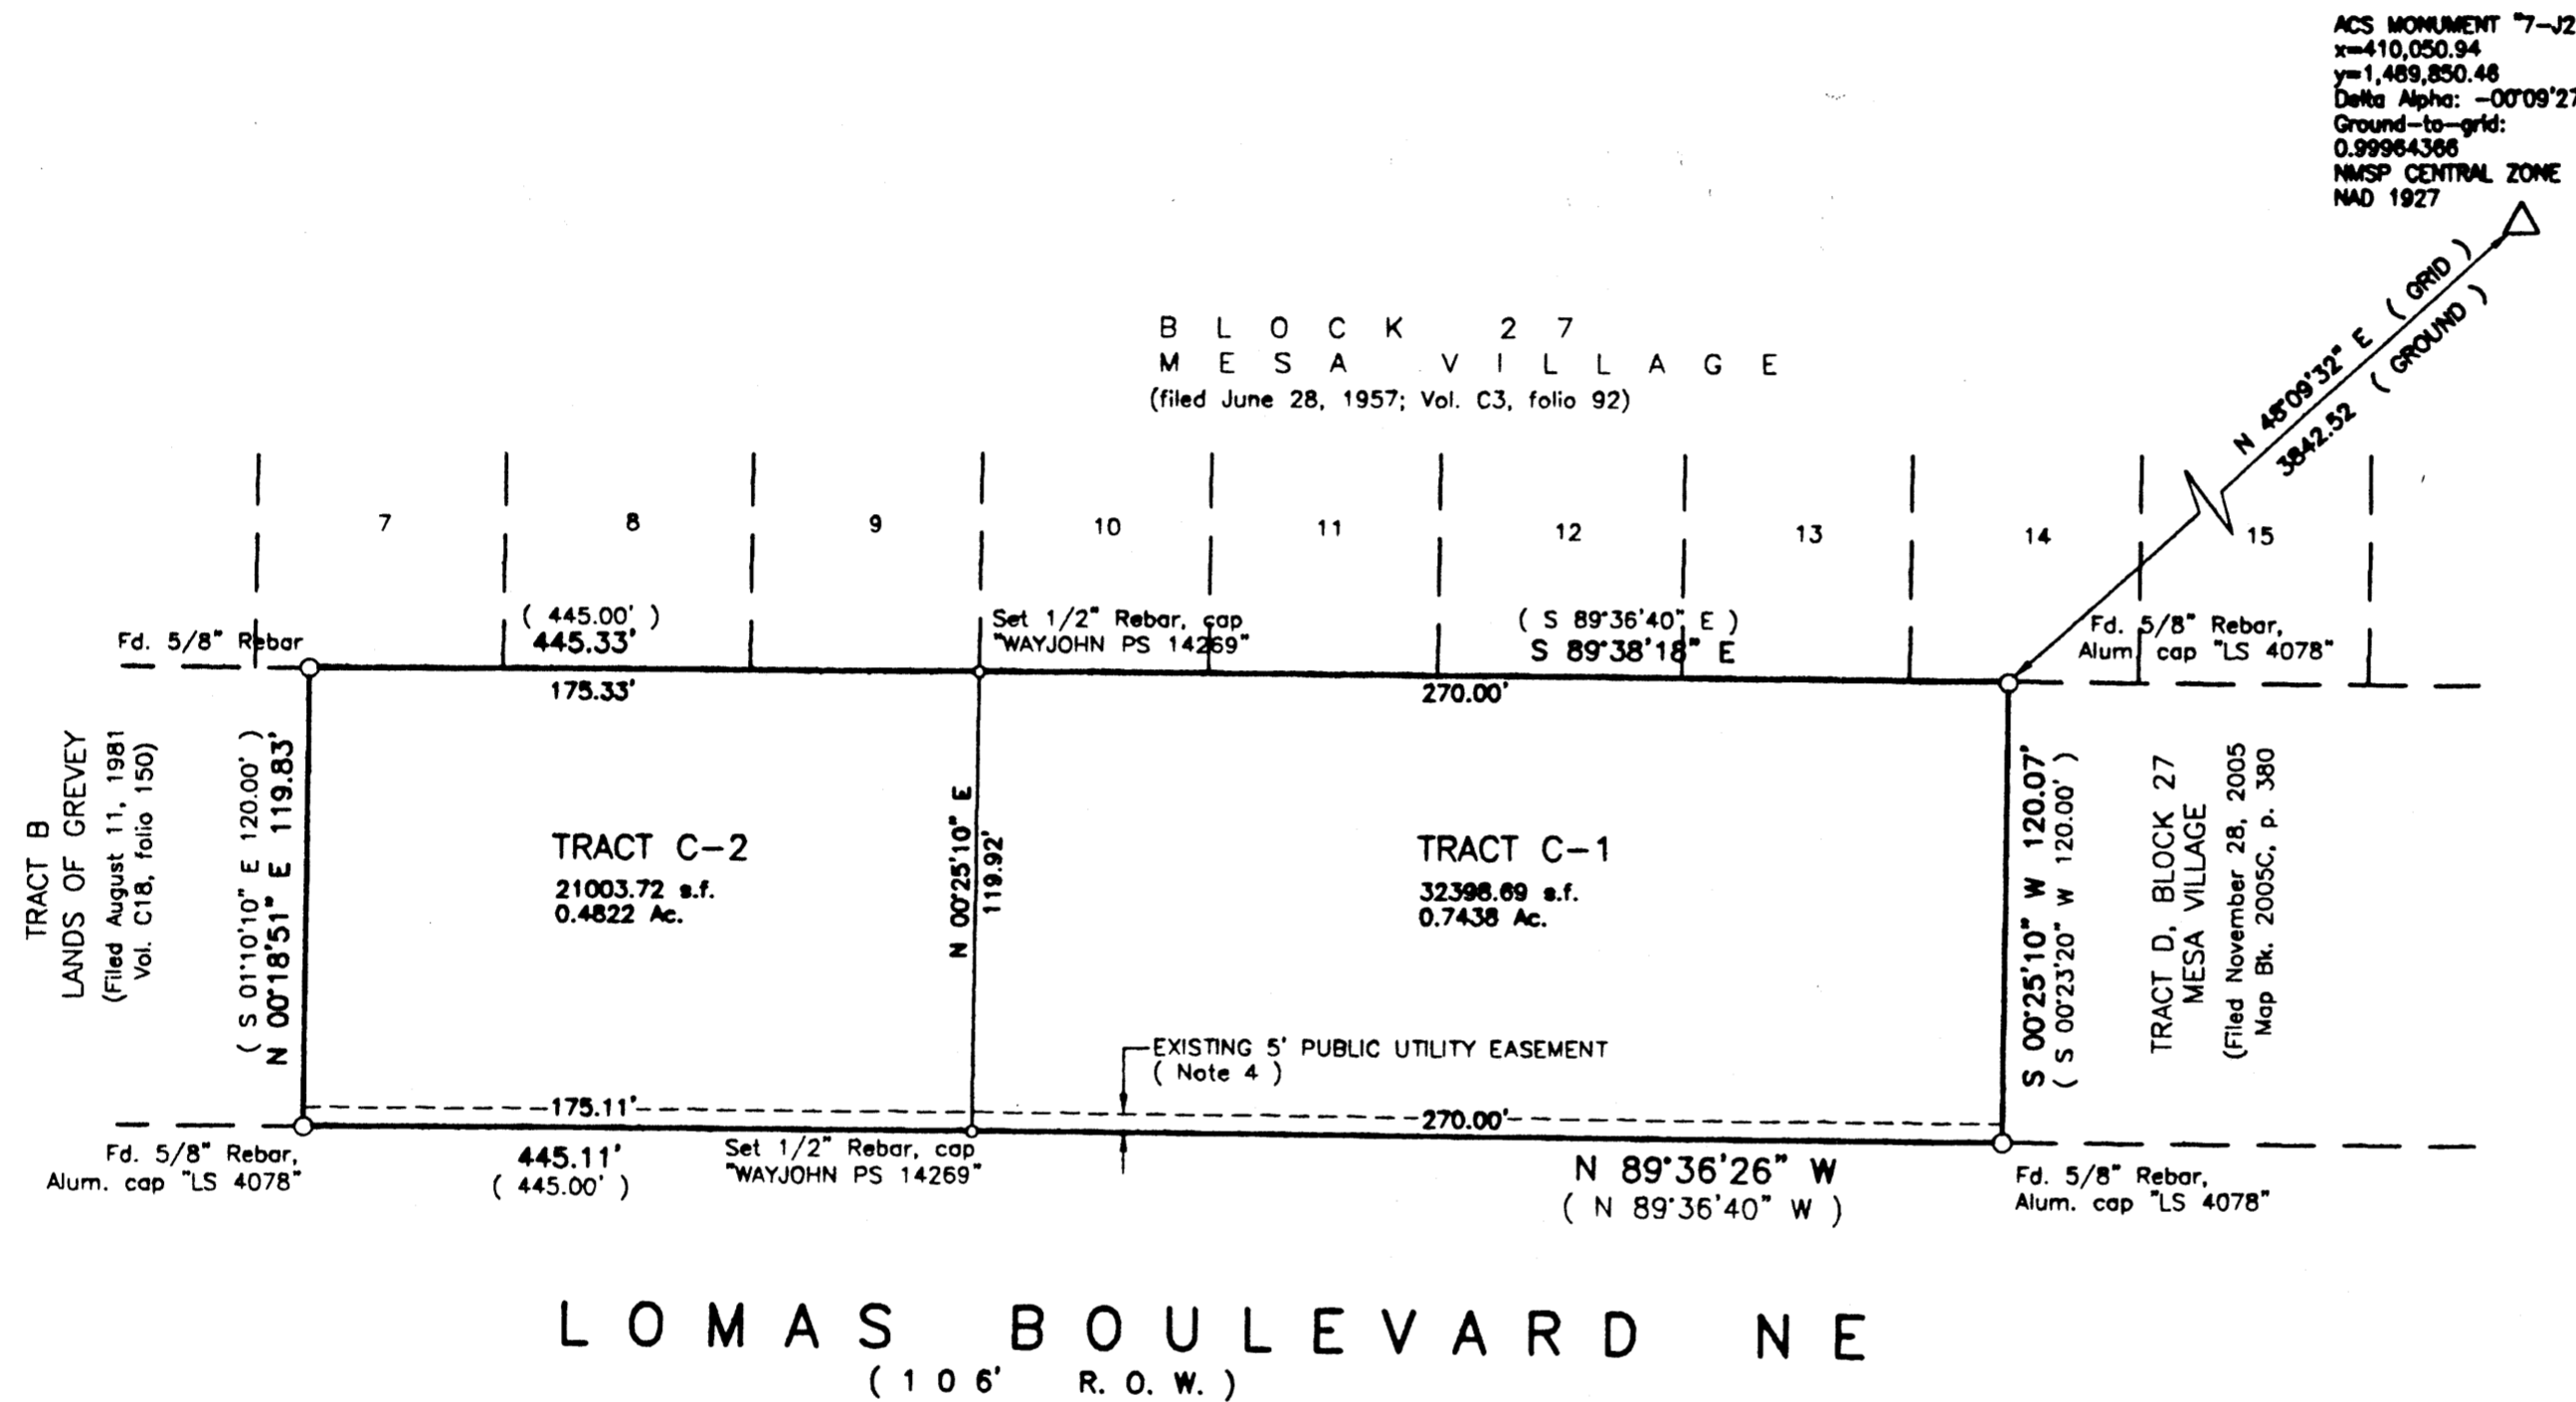 ACS MONUMENT "7-J2
x=410,050.94
y=1,489,850.46
Delta Alpha: -00°09'27
Ground-to-grid:
0.99964366
NMSP CENTRAL ZONE
NAD 1927
N 48°09'32" E ( GRID )
3842.52 ( GROUND )
BLOCK 27
MESA VILLAGE
(filed June 28, 1957; Vol. C3, folio 92)
7
8
9
10
11
12
13
14
15
Fd. 5/8" Rebar
( 445.00' )
445.33'
175.33'
Set 1/2" Rebar, cap
"WAYJOHN PS 14269"
( S 89°36'40" E )
S 89°38'18" E
270.00'
Fd. 5/8" Rebar,
Alum. cap "LS 4078"
TRACT B
LANDS OF GREVEY
(Filed August 11, 1981
Vol. C18, folio 150)
( S 01°10'10" E 120.00' )
N 00°18'51" E 119.83'
TRACT C-2
21003.72 s.f.
0.4822 Ac.
N 00°25'10" E
119.92'
TRACT C-1
32398.69 s.f.
0.7438 Ac.
S 00°25'10" W 120.07'
( S 00°23'20" W 120.00' )
TRACT D, BLOCK 27
MESA VILLAGE
(Filed November 28, 2005
Map Bk. 2005C, p. 380
EXISTING 5' PUBLIC UTILITY EASEMENT
( Note 4 )
175.11'
270.00'
Fd. 5/8" Rebar,
Alum. cap "LS 4078"
445.11'
( 445.00' )
Set 1/2" Rebar, cap
"WAYJOHN PS 14269"
N 89°36'26" W
( N 89°36'40" W )
Fd. 5/8" Rebar,
Alum. cap "LS 4078"
LOMAS BOULEVARD NE
( 106' R. O. W. )